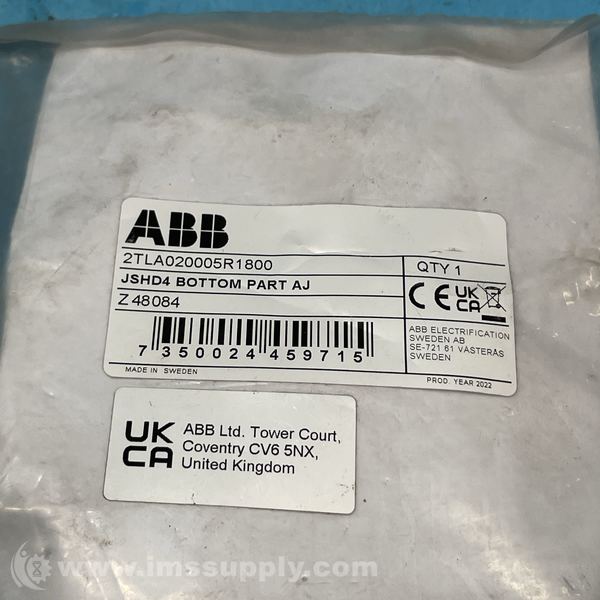 ABB
2TLA020005R1800
JSHD4 BOTTOM PART AJ
Z 48084
7 350024 459715
MADE IN SWEDEN
QTY 1
CE UK CA
ABB ELECTRIFICATION
SWEDEN AB
SE-721 61 VÄSTERÅS
SWEDEN
PROD. YEAR 2022
UK
CA
ABB Ltd. Tower Court,
Coventry CV6 5NX,
United Kingdom
© www.imssupply.com